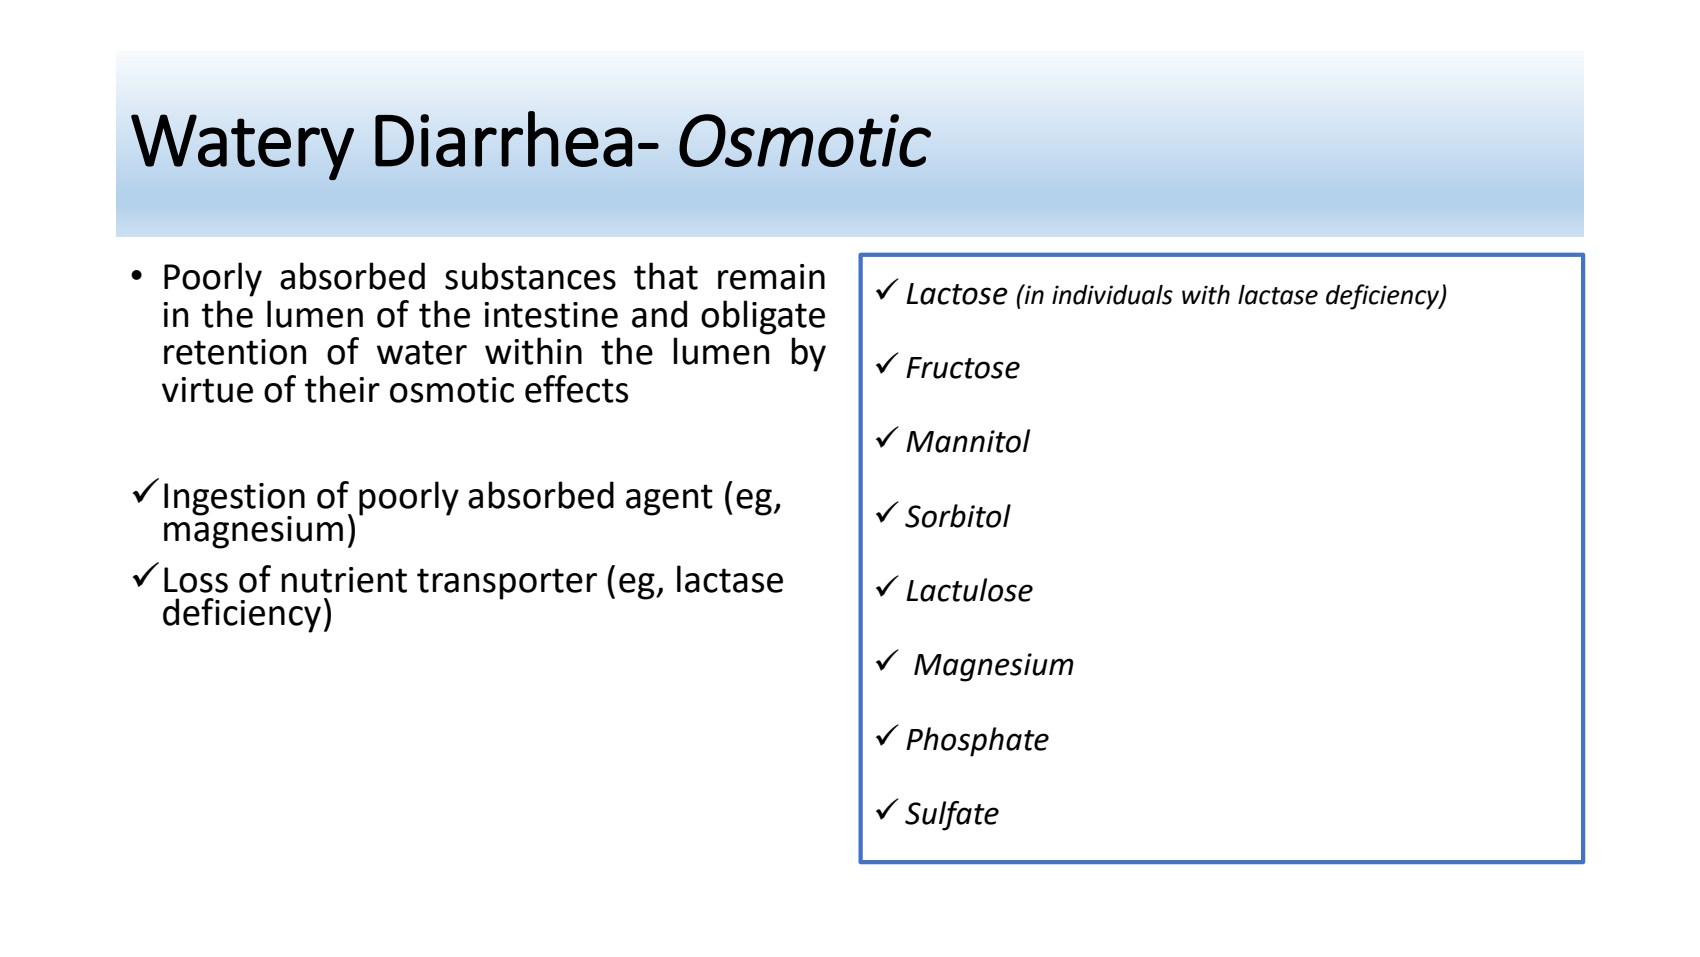 Watery Diarrhea- Osmotic
• Poorly absorbed substances that remain
in the lumen of the intestine and obligate
retention of water within the lumen by
virtue of their osmotic effects
✓Ingestion of poorly absorbed agent (eg,
magnesium)
✓Loss of nutrient transporter (eg, lactase
deficiency)
✓ Lactose (in individuals with lactase deficiency)
✓ Fructose
✓ Mannitol
✓ Sorbitol
✓ Lactulose
✓ Magnesium
✓ Phosphate
✓ Sulfate